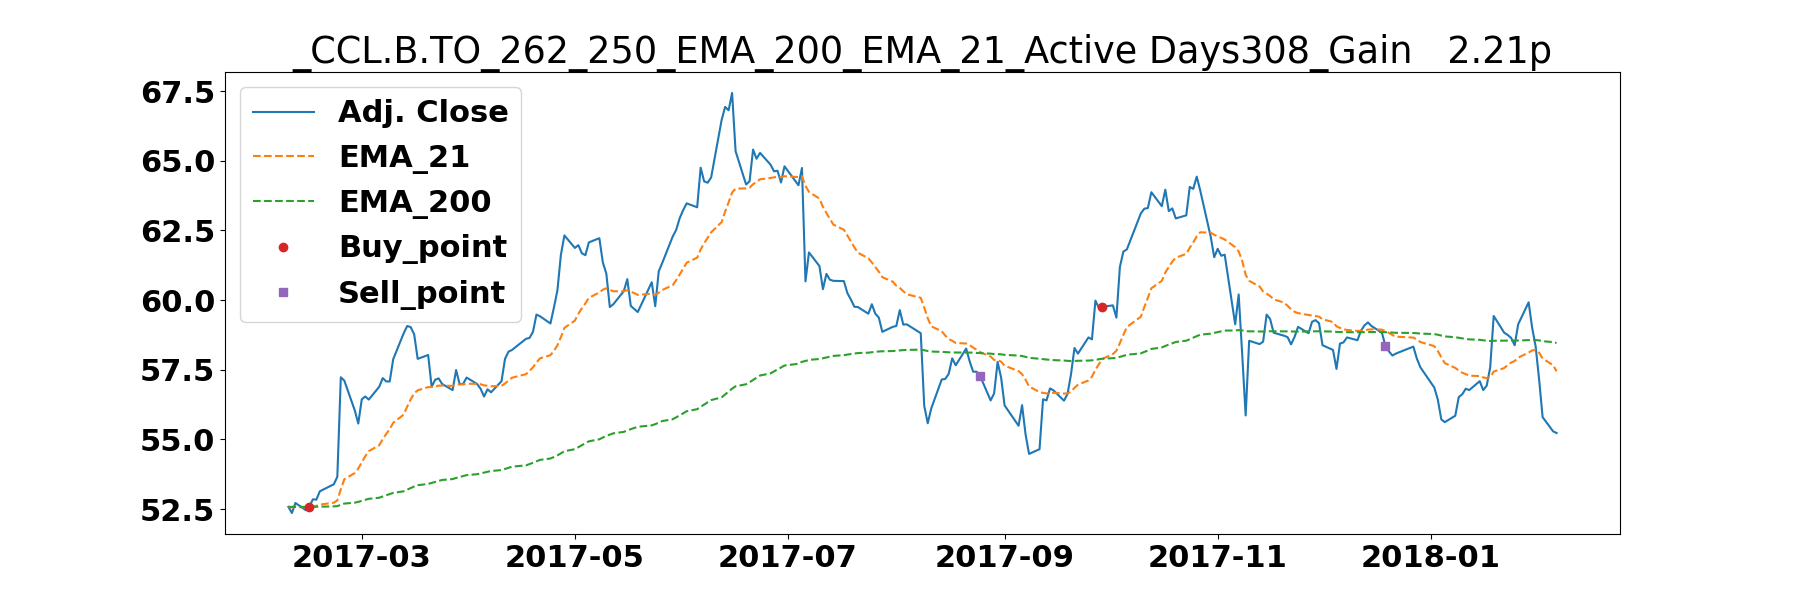 _CCL.B.TO_262_250_EMA_200_EMA_21_Active Days308_Gain   2.21p
67.5
65.0
62.5
60.0
57.5
55.0
52.5
Adj. Close
EMA_21
EMA_200
Buy_point
Sell_point
2017-03 2017-05 2017-07 2017-09 2017-11 2018-01